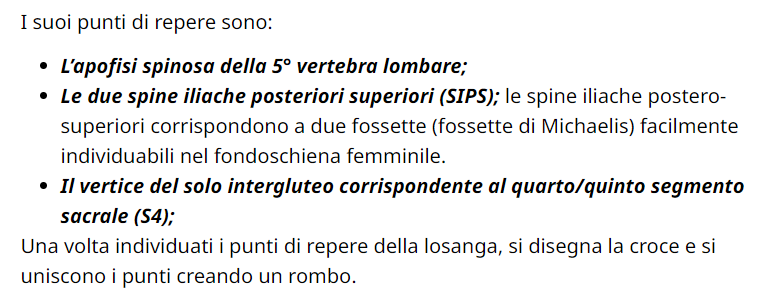 I suoi punti di repere sono:
• L'apofisi spinosa della 5° vertebra lombare;
• Le due spine iliache posteriori superiori (SIPS); le spine iliache postero-
superiori corrispondono a due fossette (fossette di Michaelis) facilmente
individuabili nel fondoschiena femminile.
• Il vertice del solo intergluteo corrispondente al quarto/quinto segmento
sacrale (S4);
Una volta individuati i punti di repere della losanga, si disegna la croce e si
uniscono i punti creando un rombo.